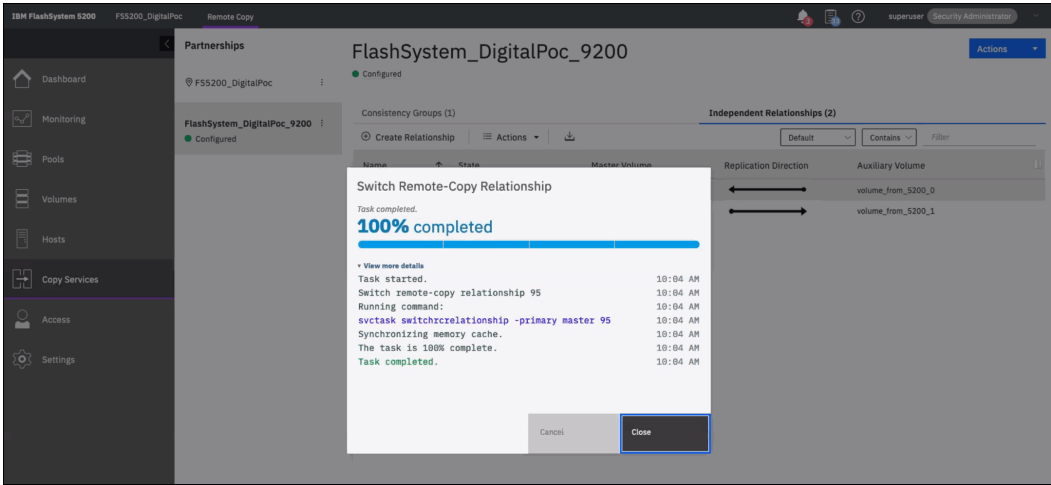 IBM FlashSystem 5200 FS5200_DigitalPoc Remote Copy superuser Security Administrator
Partnerships
FS5200_DigitalPoc
FlashSystem_DigitalPoc_9200
Configured
Dashboard
Monitoring
Pools
Volumes
Hosts
Copy Services
Access
Settings
FlashSystem_DigitalPoc_9200
Configured
Actions
Consistency Groups (1) Independent Relationships (2)
Create Relationship Actions Default Contains Filter
Name State Master Volume Replication Direction Auxiliary Volume
volume_from_5200_0
volume_from_5200_1
Switch Remote-Copy Relationship
Task completed.
100% completed
View more details
Task started. 10:04 AM
Switch remote-copy relationship 95 10:04 AM
Running command: 10:04 AM
svctask switchrcrelationship -primary master 95 10:04 AM
Synchronizing memory cache. 10:04 AM
The task is 100% complete. 10:04 AM
Task completed. 10:04 AM
Cancel Close